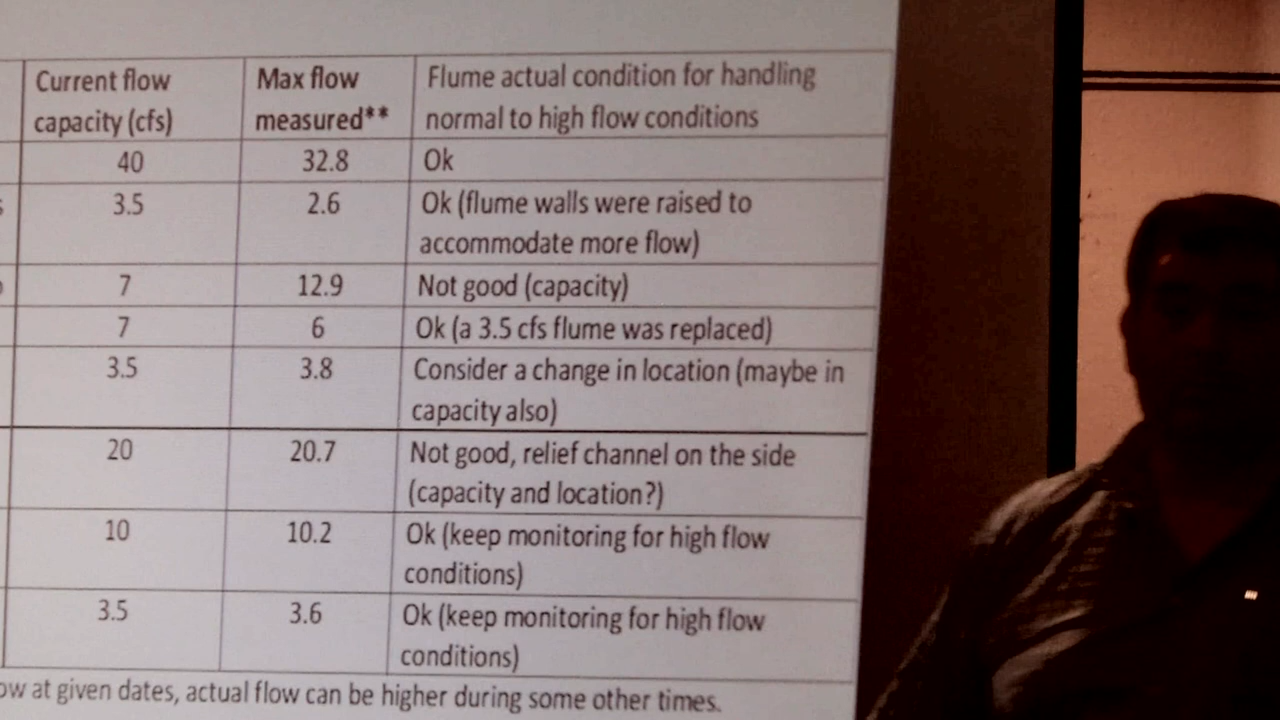 Current flow
capacity (cfs)
Max flow
measured**
Flume actual condition for handling
normal to high flow conditions
40
32.8
Ok
3.5
2.6
Ok (flume walls were raised to
accommodate more flow)
7
12.9
Not good (capacity)
7
6
Ok (a 3.5 cfs flume was replaced)
3.5
3.8
Consider a change in location (maybe in
capacity also)
20
20.7
Not good, relief channel on the side
(capacity and location?)
10
10.2
Ok (keep monitoring for high flow
conditions)
3.5
3.6
Ok (keep monitoring for high flow
conditions)
ow at given dates, actual flow can be higher during some other times.